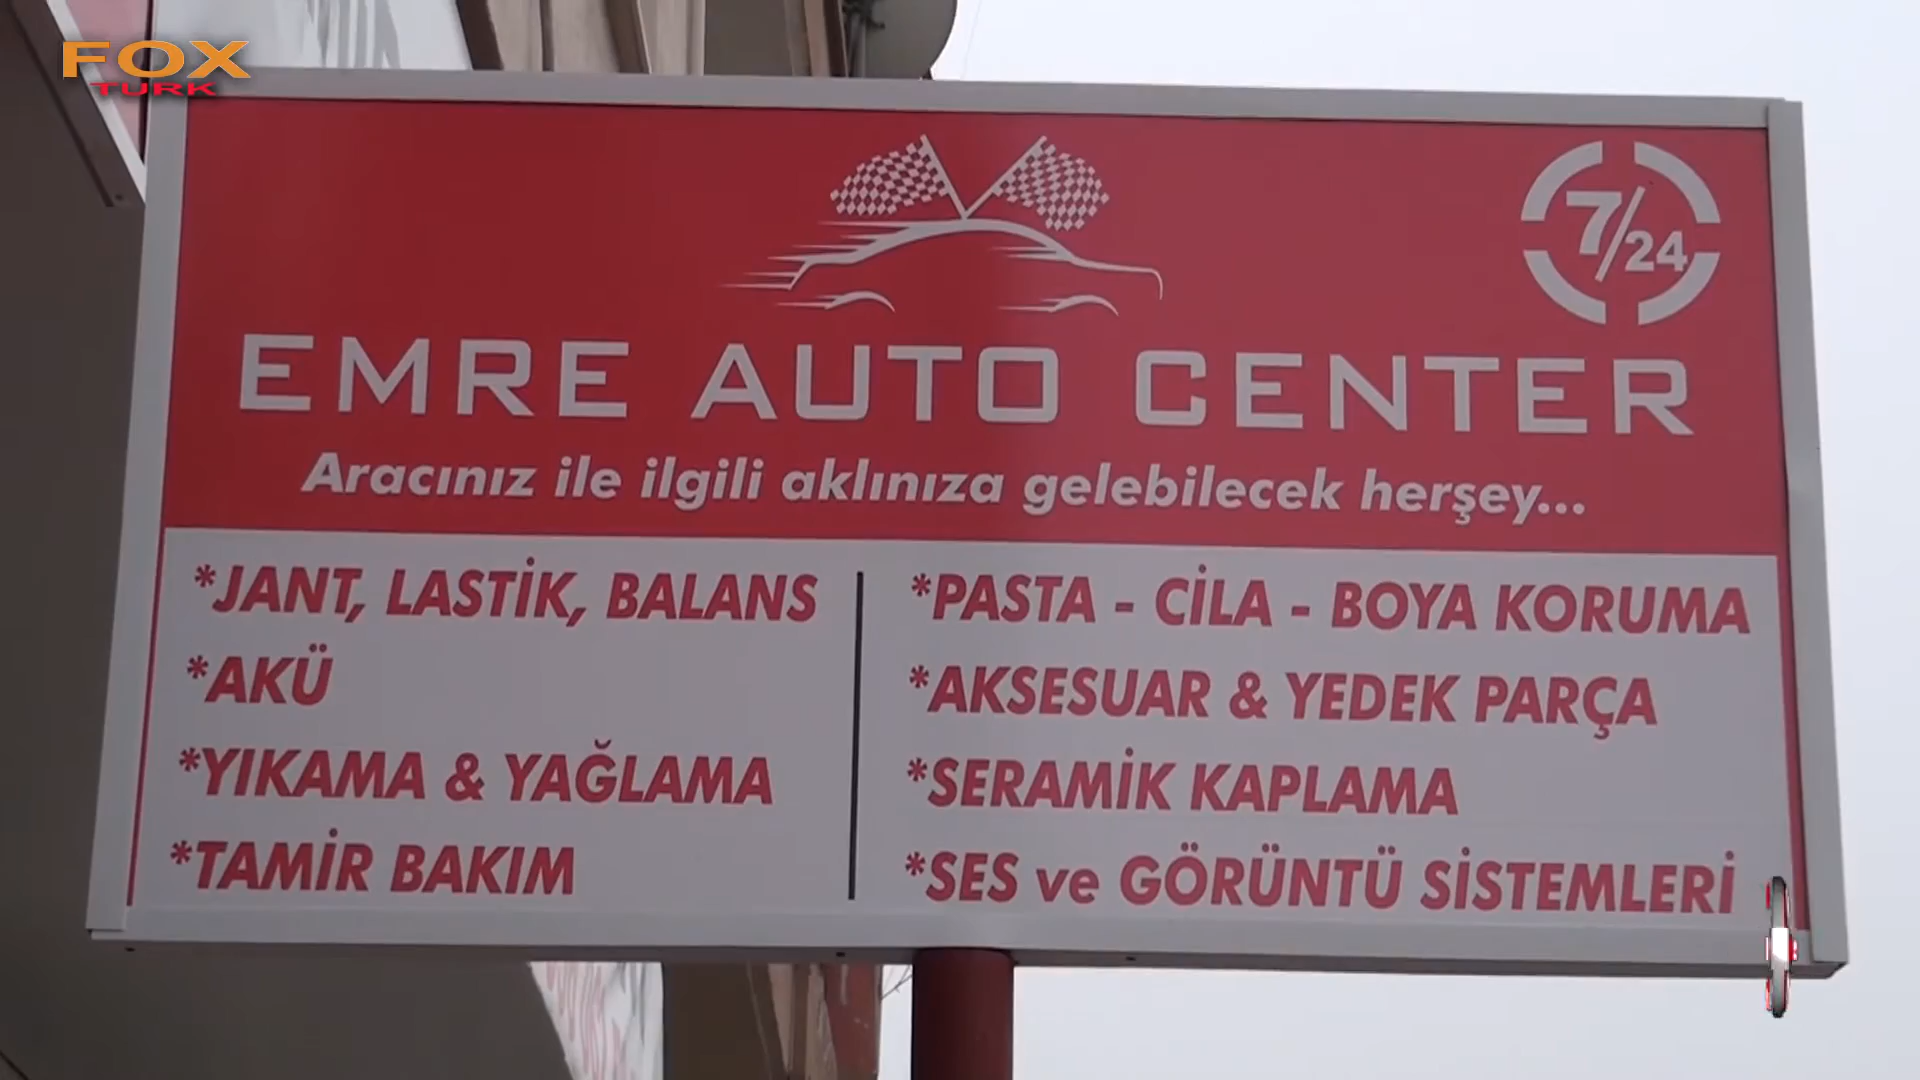 FOX
TURK
7/24
EMRE AUTO CENTER
Aracınız ile ilgili aklınıza gelebilecek herşey...
*JANT, LASTİK, BALANS
*AKÜ
*YIKAMA & YAĞLAMA
*TAMİR BAKIM
*PASTA - CİLA - BOYA KORUMA
*AKSESUAR & YEDEK PARÇA
*SERAMİK KAPLAMA
*SES ve GÖRÜNTÜ SİSTEMLERİ